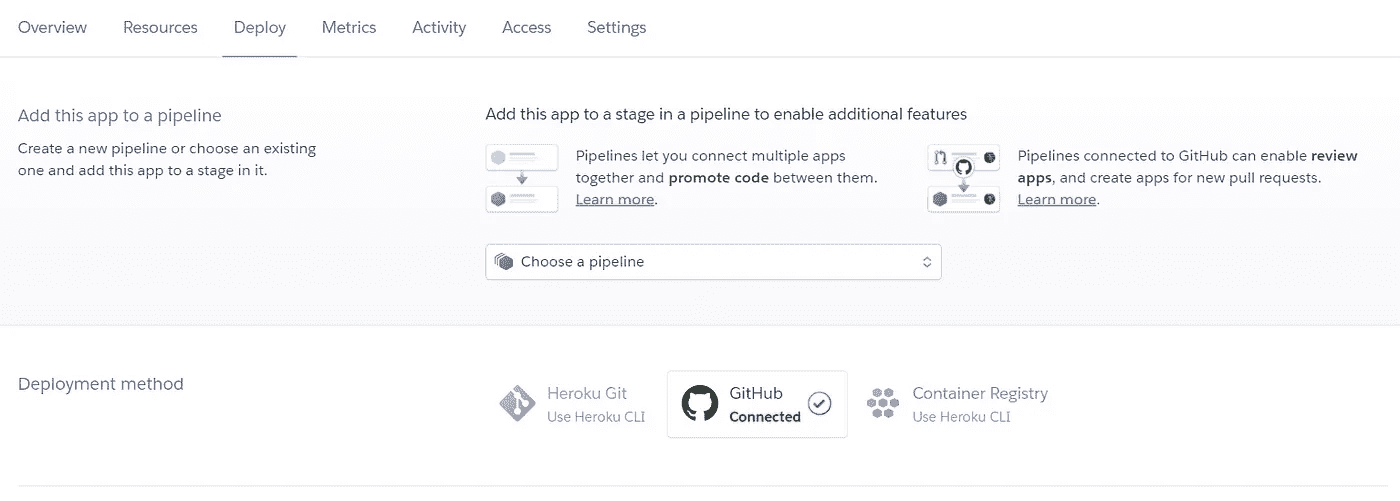 Overview Resources Deploy Metrics Activity Access Settings
Add this app to a pipeline
Create a new pipeline or choose an existing
one and add this app to a stage in it.
Add this app to a stage in a pipeline to enable additional features
Pipelines let you connect multiple apps
together and promote code between them.
Learn more.
Pipelines connected to GitHub can enable review
apps, and create apps for new pull requests.
Learn more.
Choose a pipeline
Deployment method
Heroku Git
Use Heroku CLI
GitHub
Connected
Container Registry
Use Heroku CLI